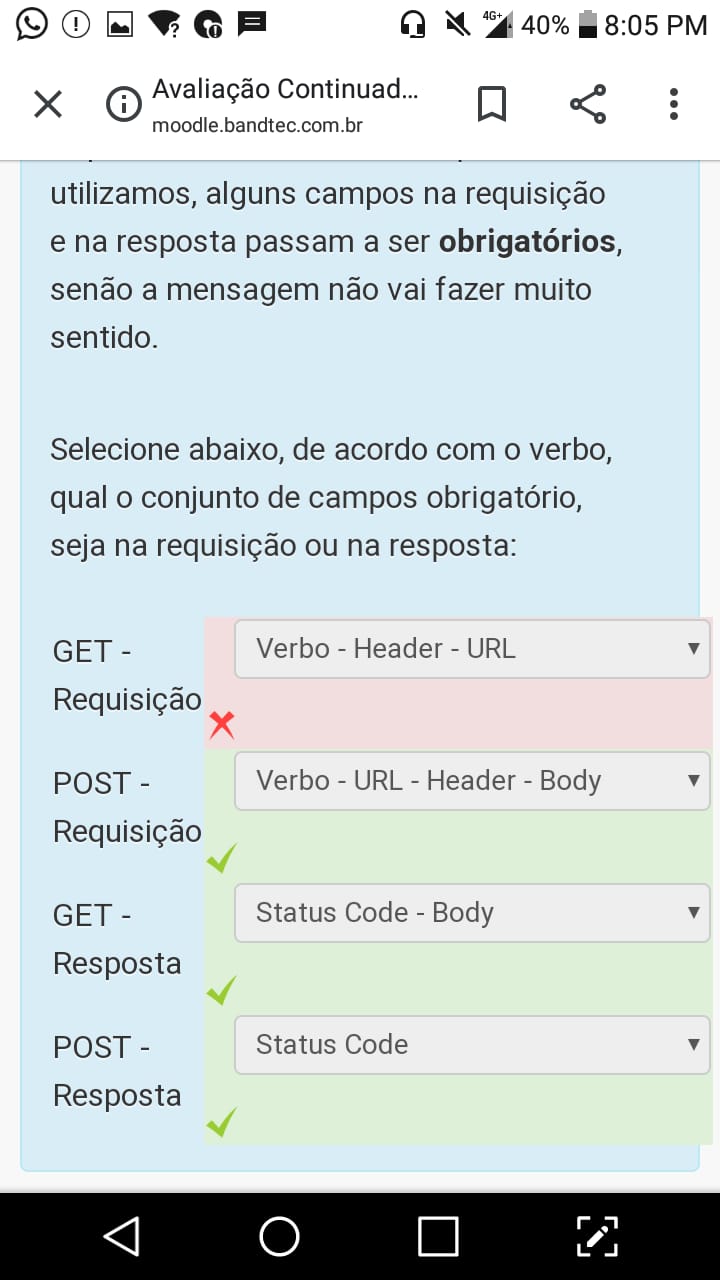 4G+ 40% 8:05 PM
Avaliação Continuad...
moodle.bandtec.com.br
utilizamos, alguns campos na requisição
e na resposta passam a ser obrigatórios,
senão a mensagem não vai fazer muito
sentido.
Selecione abaixo, de acordo com o verbo,
qual o conjunto de campos obrigatório,
seja na requisição ou na resposta:
GET - Verbo - Header - URL
Requisição
POST - Verbo - URL - Header - Body
Requisição
GET - Status Code - Body
Resposta
POST - Status Code
Resposta